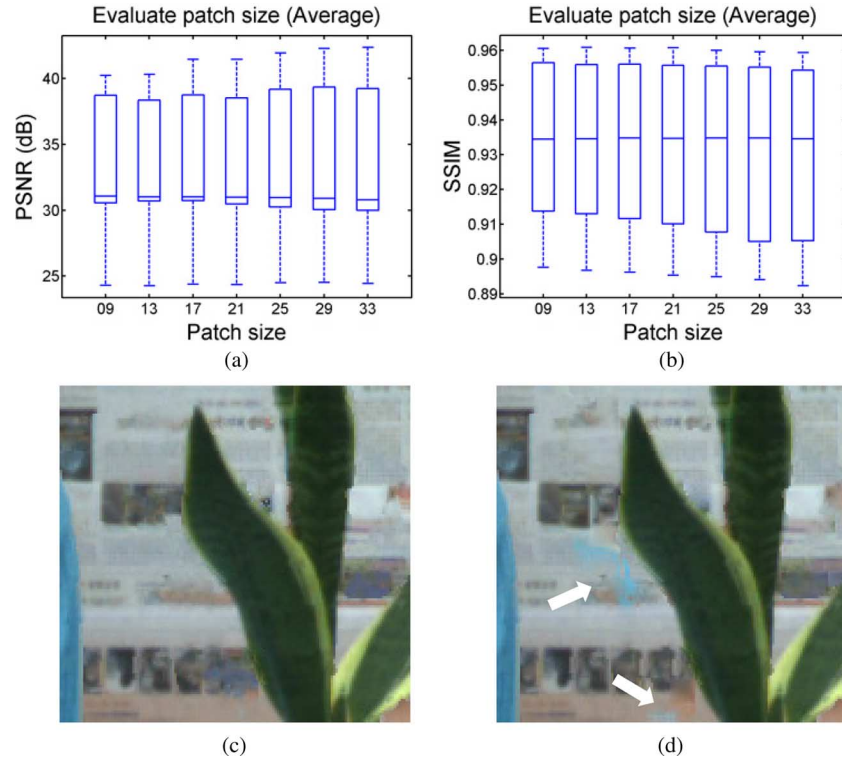 Evaluate patch size (Average)
PSNR (dB)
40
35
30
25
09 13 17 21 25 29 33
Patch size
(a)
Evaluate patch size (Average)
SSIM
0.96
0.95
0.94
0.93
0.92
0.91
0.9
0.89
09 13 17 21 25 29 33
Patch size
(b)
(c)
(d)